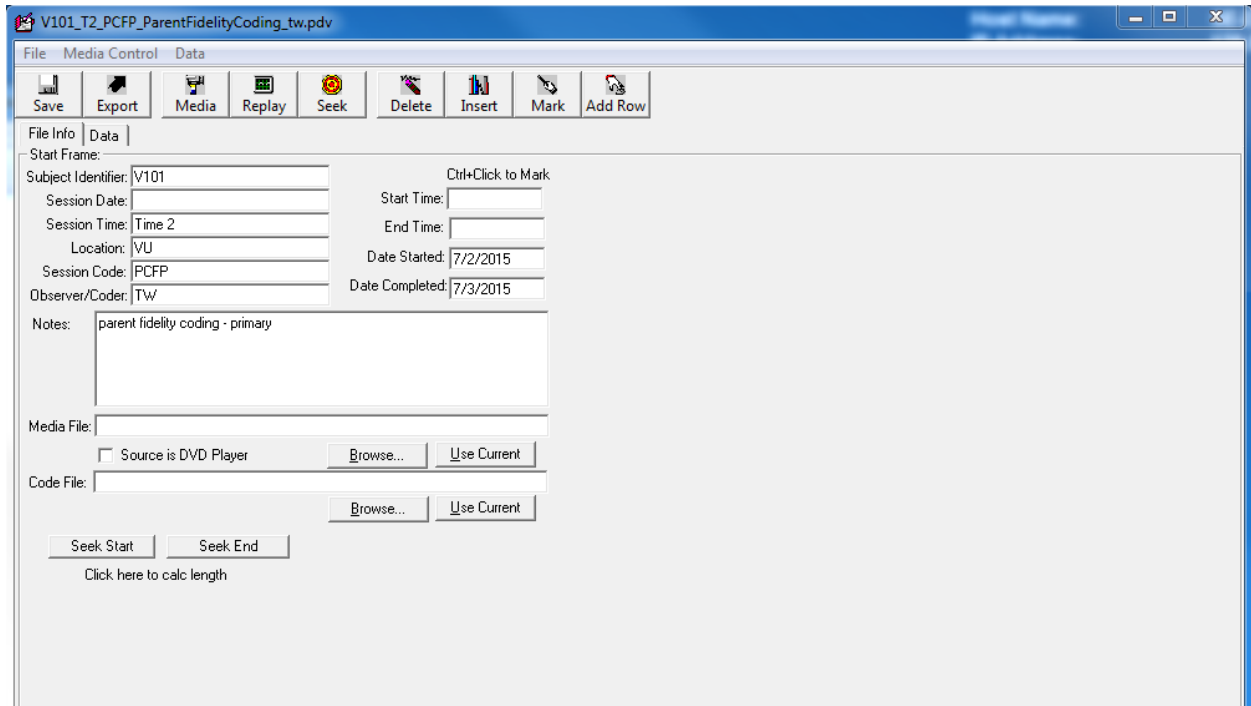 V101_T2_PCFP_ParentFidelityCoding_tw.pdv
Host Name:
File Media Control Data
Save Export Media Replay Seek Delete Insert Mark Add Row
File Info Data
Start Frame:
Subject Identifier: V101 Ctrl+Click to Mark
Session Date: Start Time:
Session Time: Time 2 End Time:
Location: VU Date Started: 7/2/2015
Session Code: PCFP Date Completed: 7/3/2015
Observer/Coder: TW
Notes: parent fidelity coding - primary
Media File:
Source is DVD Player Browse... Use Current
Code File:
Browse... Use Current
Seek Start Seek End
Click here to calc length